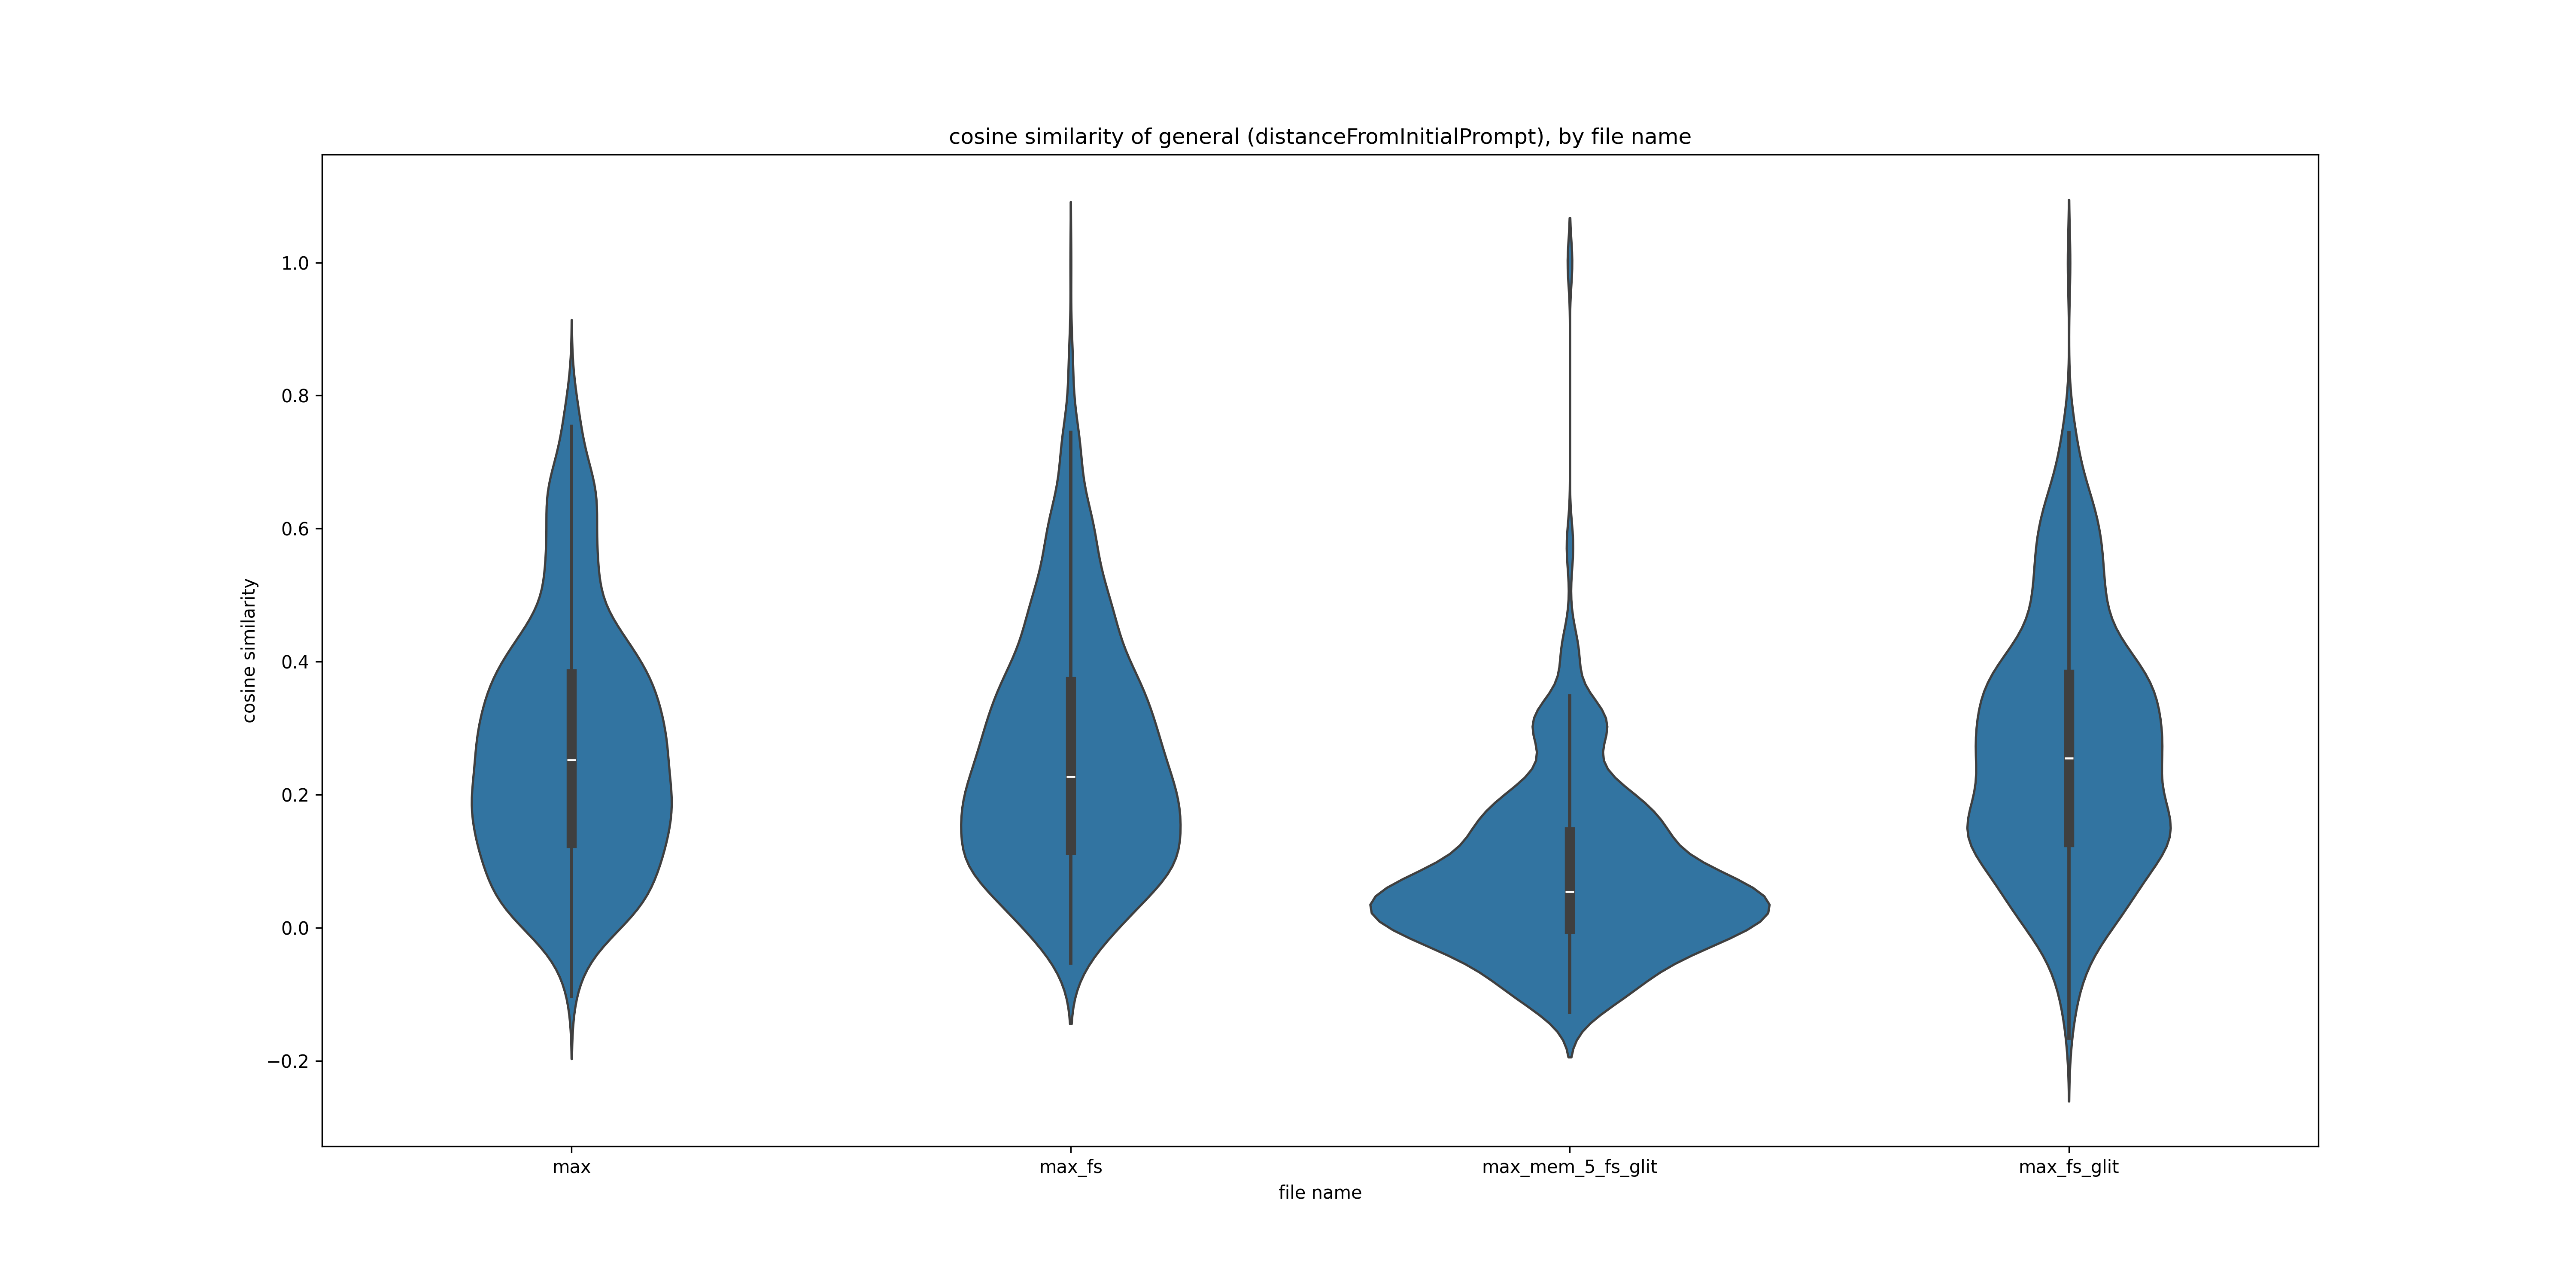 cosine similarity of general (distanceFromInitialPrompt), by file name
cosine similarity
1.0
0.8
0.6
0.4
0.2
0.0
−0.2
max
max_fs
max_mem_5_fs_glit
max_fs_glit
file name